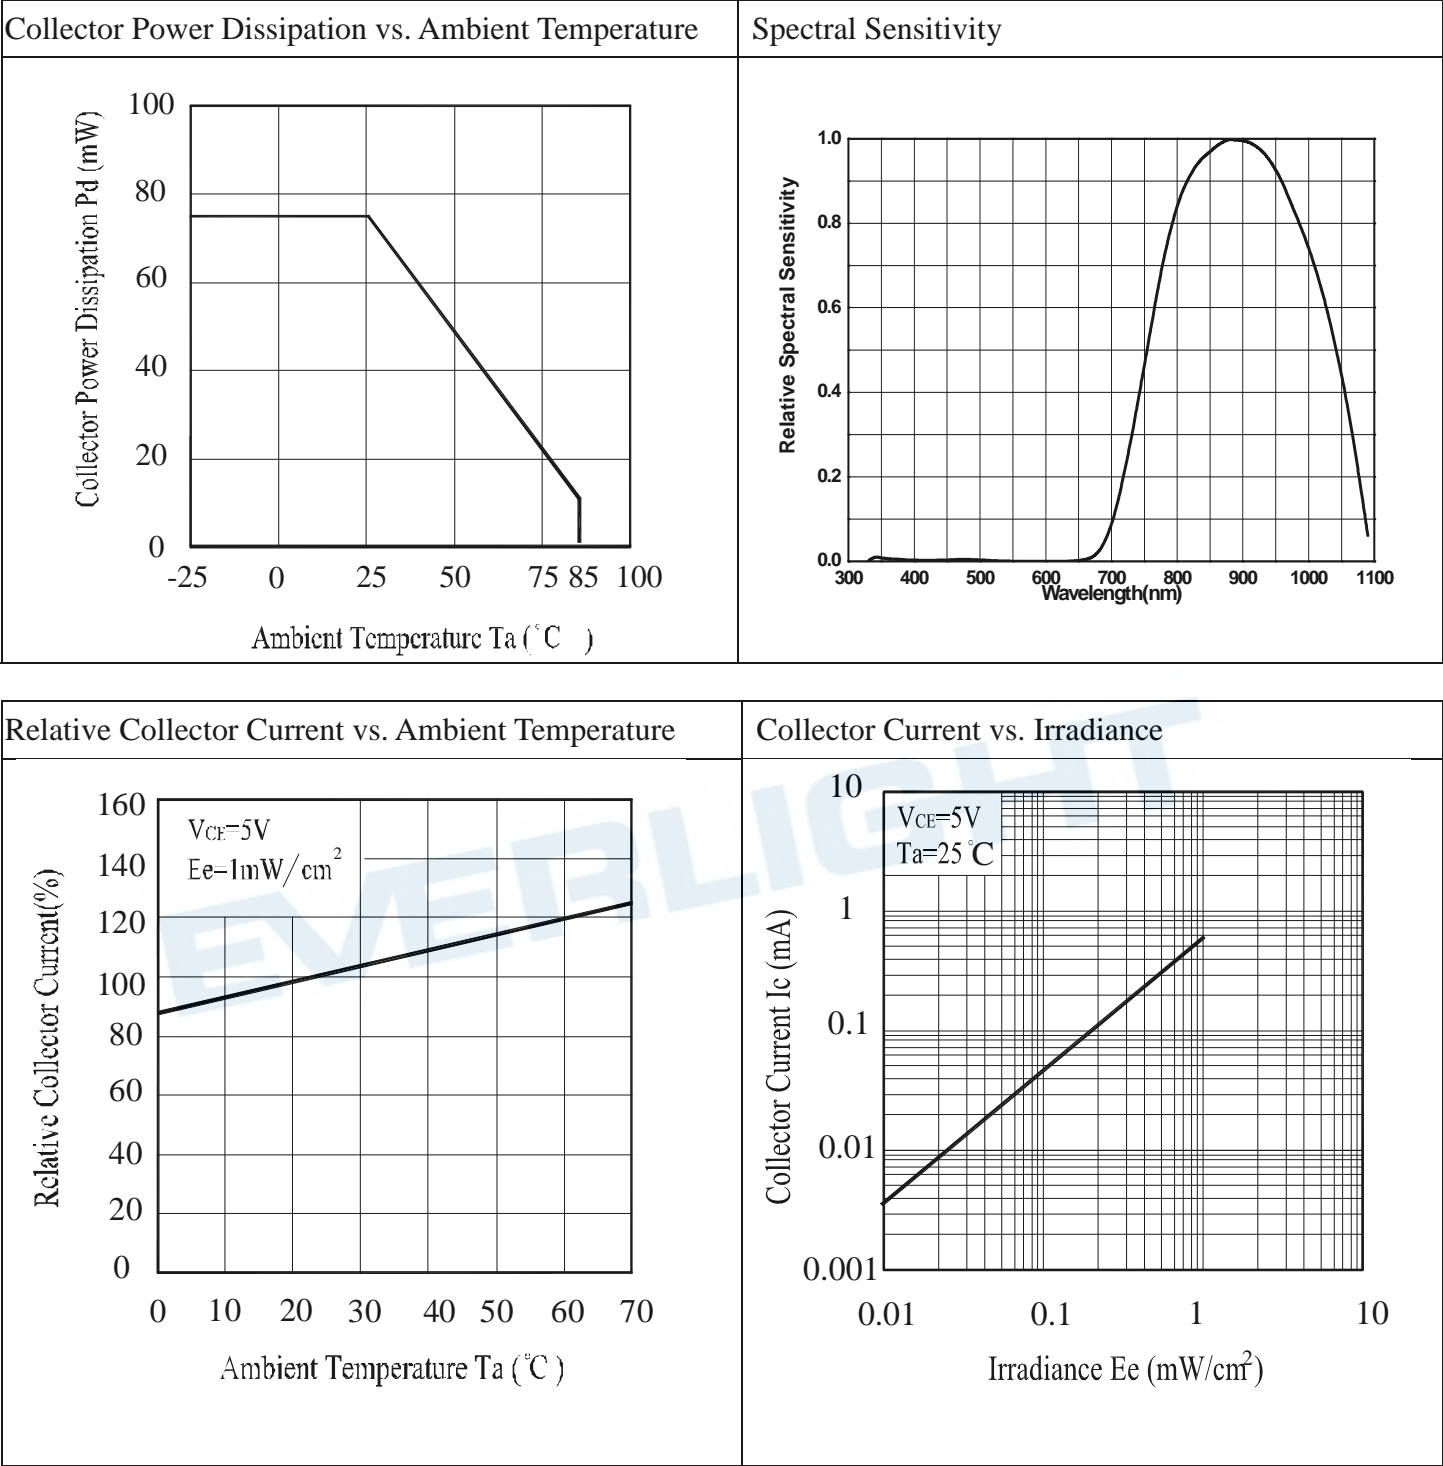 Collector Power Dissipation vs. Ambient Temperature
Spectral Sensitivity
Collector Power Dissipation Pd (mW)
100
80
60
40
20
0
-25 0 25 50 75 85 100
Ambient Temperature Ta (°C )
Relative Spectral Sensitivity
1.0
0.8
0.6
0.4
0.2
0.0
300 400 500 600 700 800 900 1000 1100
Wavelength(nm)
Relative Collector Current vs. Ambient Temperature
Collector Current vs. Irradiance
EVERLIGHT
Relative Collector Current(%)
160
140
120
100
80
60
40
20
0
VCE=5V
Ee=1mW/cm²
0 10 20 30 40 50 60 70
Ambient Temperature Ta (°C )
Collector Current Ic (mA)
10
1
0.1
0.01
0.001
VCE=5V
Ta=25°C
0.01 0.1 1 10
Irradiance Ee (mW/cm²)